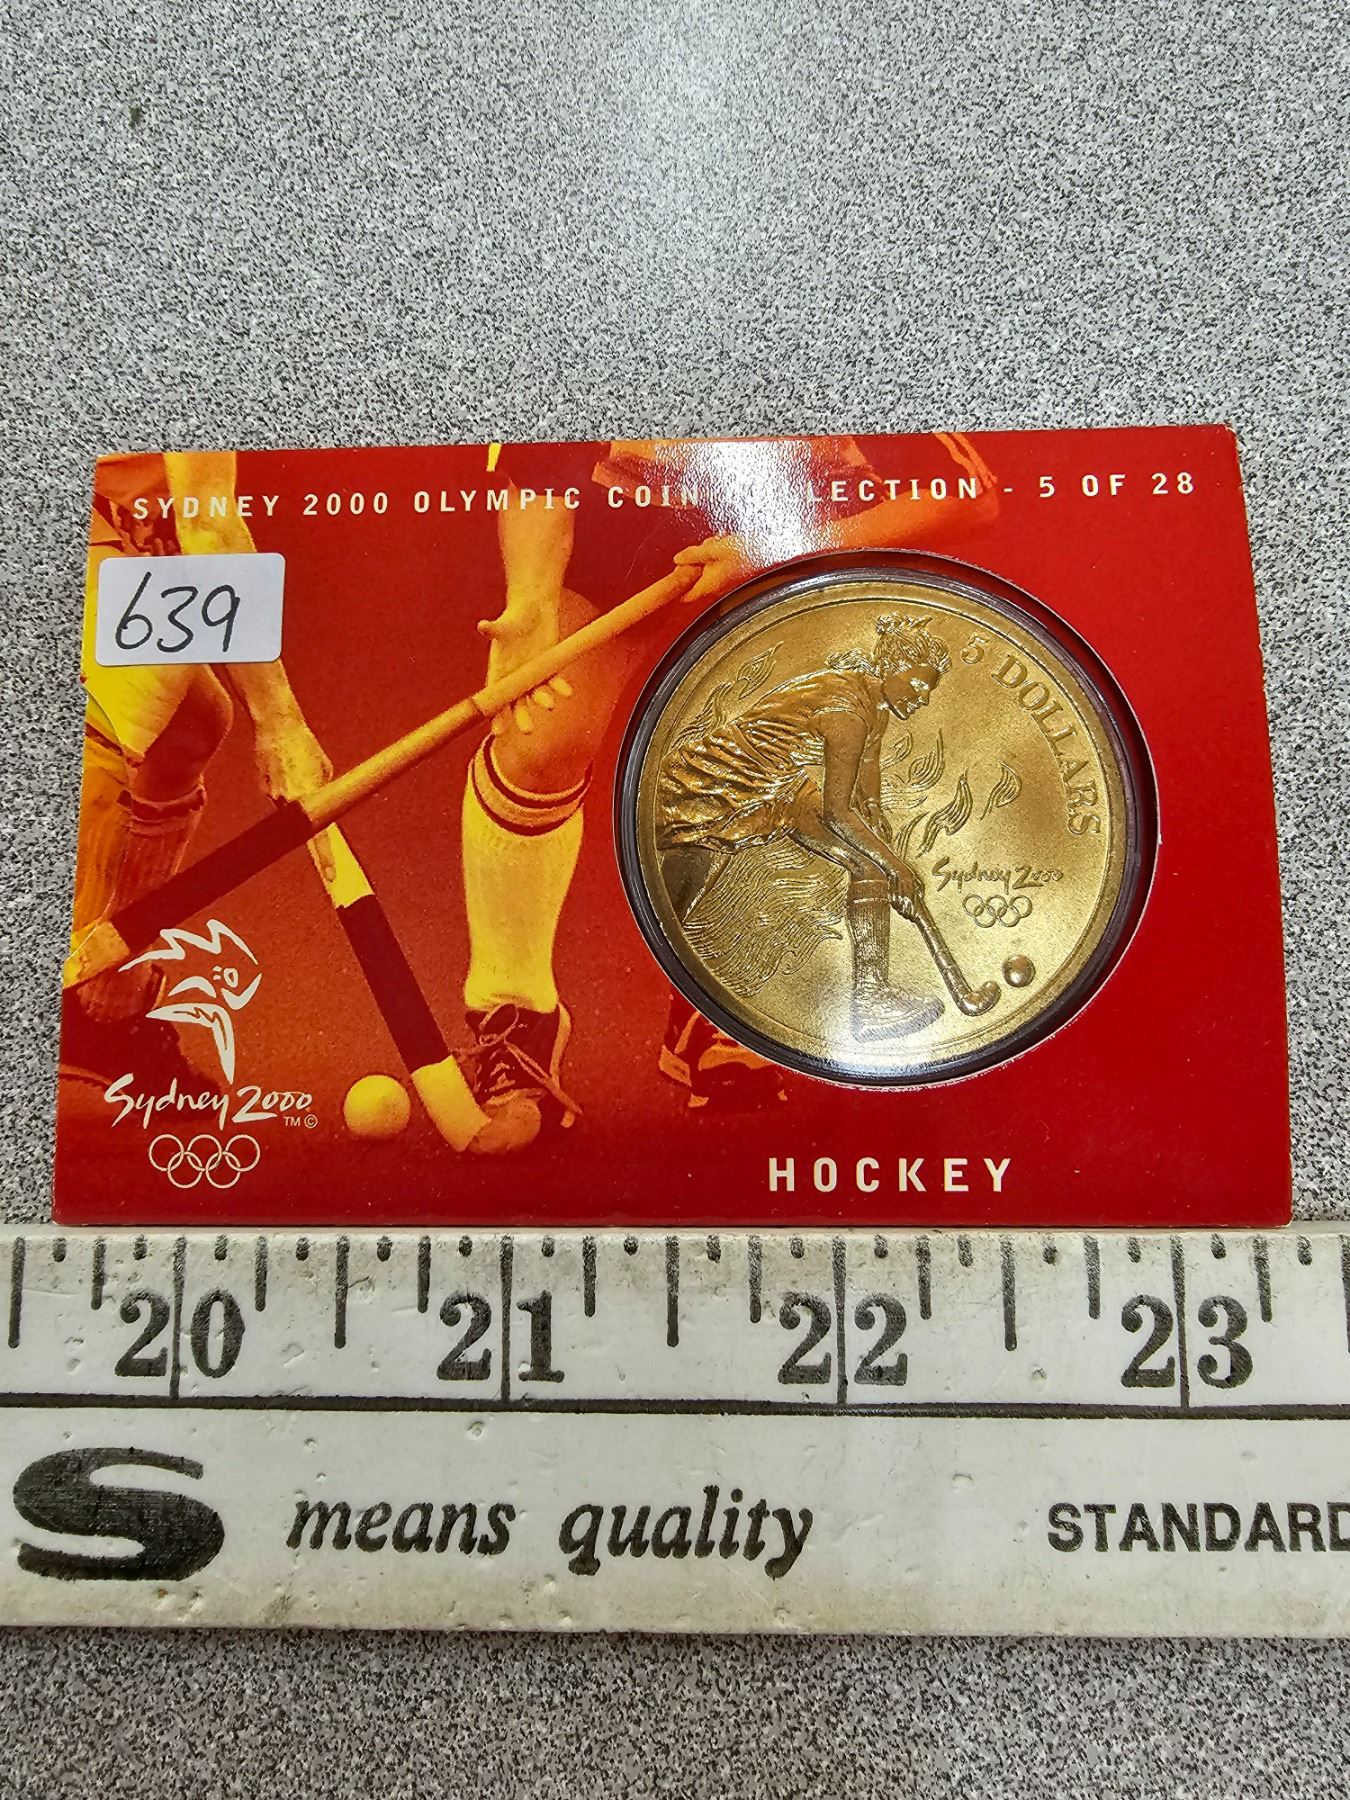 SYDNEY 2000 OLYMPIC COIN COLLECTION - 5 OF 28
639
5 DOLLARS
Sydney 2000
Sydney 2000
TM ©
HOCKEY
20 21 22 23
S means quality STANDARD